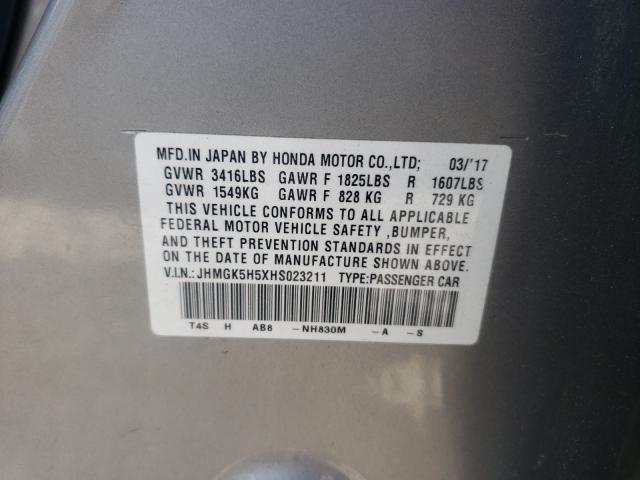 MFD.IN JAPAN BY HONDA MOTOR CO.,LTD; 03/'17
GVWR 3416LBS GAWR F 1825LBS R 1607LBS
GVWR 1549KG GAWR F 828 KG R 729 KG
THIS VEHICLE CONFORMS TO ALL APPLICABLE
FEDERAL MOTOR VEHICLE SAFETY ,BUMPER,
AND THEFT PREVENTION STANDARDS IN EFFECT
ON THE DATE OF MANUFACTURE SHOWN ABOVE.
V.I.N.:JHMGK5H5XHS023211 TYPE:PASSENGER CAR
T4S H AB8 -NH830M -A -S